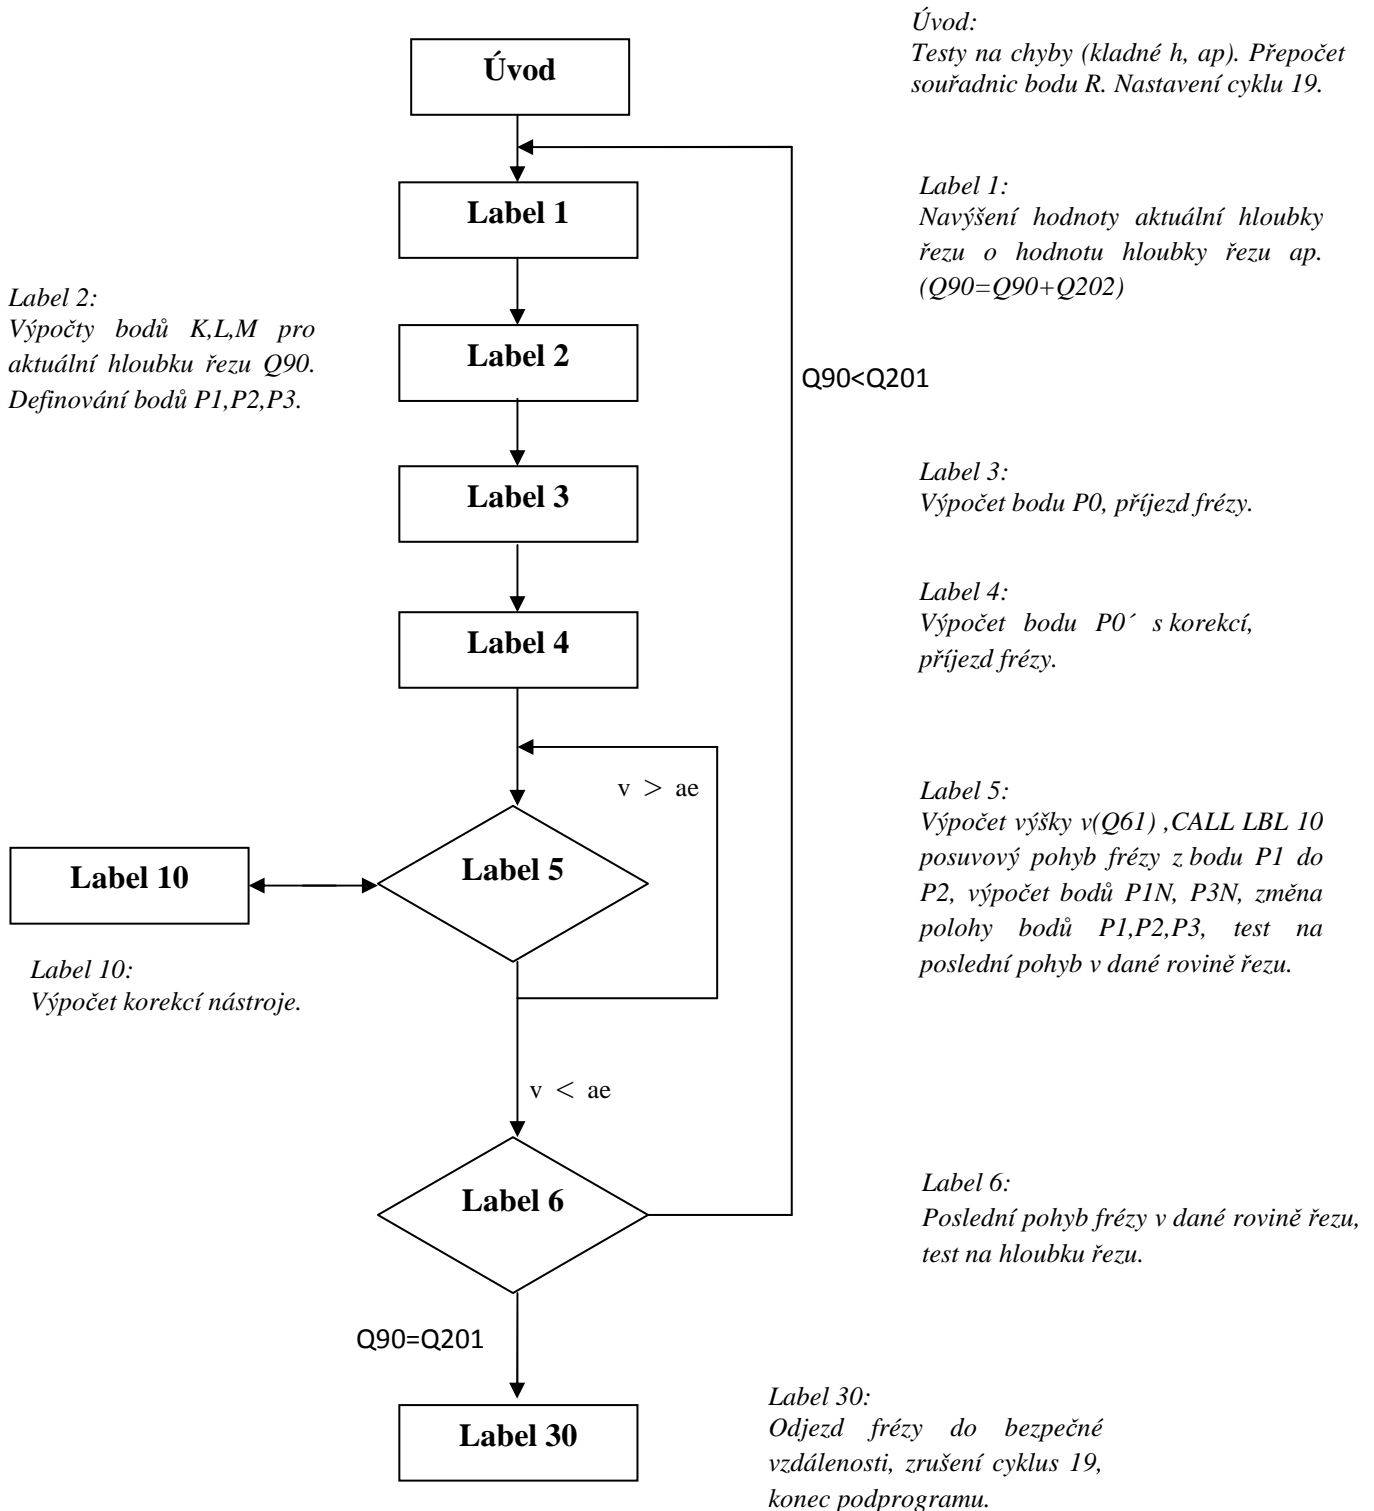 Úvod:
Testy na chyby (kladné h, ap). Přepočet
souřadnic bodu R. Nastavení cyklu 19.
Úvod
Label 1:
Navýšení hodnoty aktuální hloubky
řezu o hodnotu hloubky řezu ap.
(Q90=Q90+Q202)
Label 1
Label 2:
Výpočty bodů K,L,M pro
aktuální hloubku řezu Q90.
Definování bodů P1,P2,P3.
Label 2
Q90<Q201
Label 3:
Výpočet bodu P0, příjezd frézy.
Label 3
Label 4:
Výpočet bodu P0´ s korekcí,
příjezd frézy.
Label 4
v > ae
Label 5:
Výpočet výšky v(Q61) ,CALL LBL 10
posuvový pohyb frézy z bodu P1 do
P2, výpočet bodů P1N, P3N, změna
polohy bodů P1,P2,P3, test na
poslední pohyb v dané rovině řezu.
Label 5
Label 10
Label 10:
Výpočet korekcí nástroje.
v < ae
Label 6
Label 6:
Poslední pohyb frézy v dané rovině řezu,
test na hloubku řezu.
Q90=Q201
Label 30
Label 30:
Odjezd frézy do bezpečné
vzdálenosti, zrušení cyklus 19,
konec podprogramu.